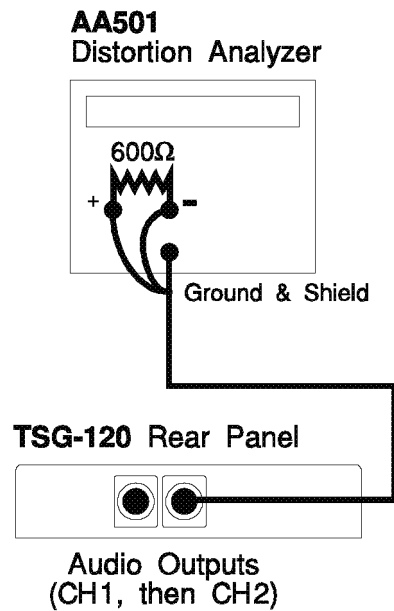 AA501
Distortion Analyzer
600Ω
+ -
Ground & Shield
TSG-120 Rear Panel
Audio Outputs
(CH1, then CH2)